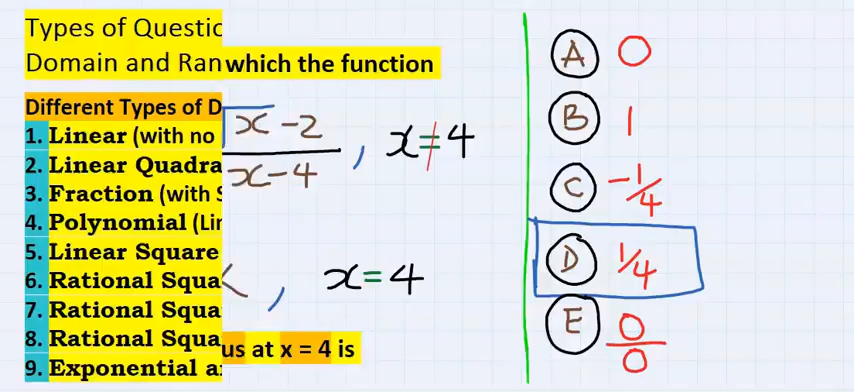 Types of Questio
Domain and Ran
which the function
Different Types of D
1. Linear (with no
2. Linear Quadra
3. Fraction (with S
4. Polynomial (Lin
5. Linear Square
6. Rational Squa
7. Rational Squa
8. Rational Squa
9. Exponential a
√x - 2 / x - 4 , x ≠ 4
, x = 4
us at x = 4 is
A 0
B 1
C -1/4
D 1/4
E 0/0